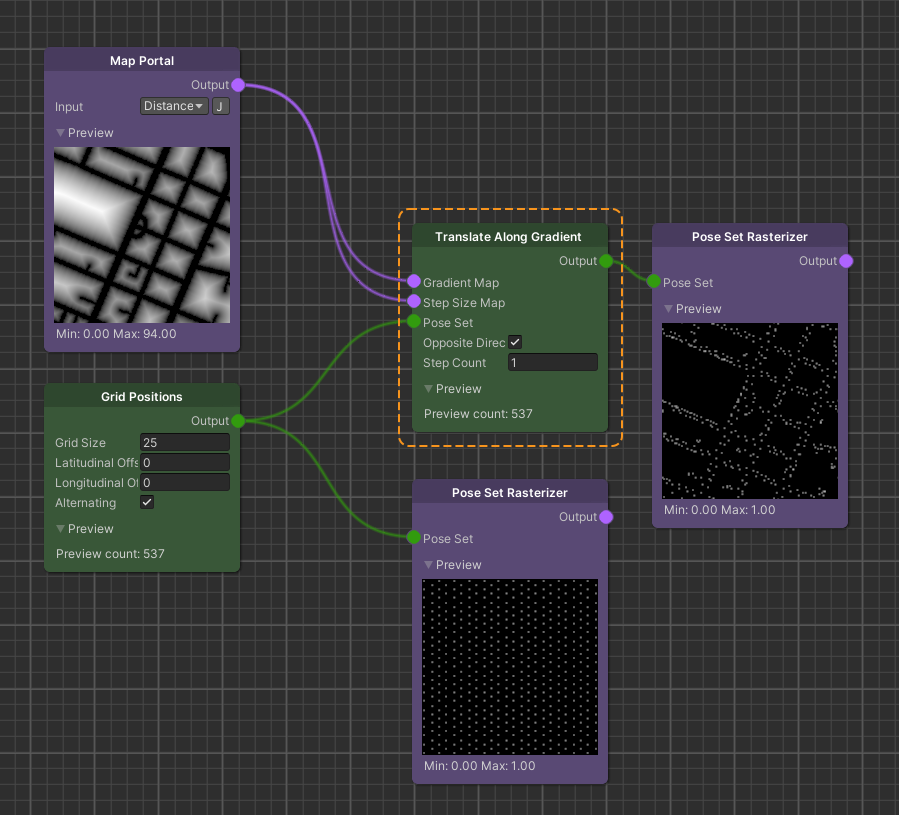 Map Portal
Output
Input Distance J
Preview
Min: 0.00 Max: 94.00
Grid Positions
Output
Grid Size 25
Latitudinal Offs 0
Longitudinal Of 0
Alternating
Preview
Preview count: 537
Translate Along Gradient
Output
Gradient Map
Step Size Map
Pose Set
Opposite Direc
Step Count 1
Preview
Preview count: 537
Pose Set Rasterizer
Output
Pose Set
Preview
Min: 0.00 Max: 1.00
Pose Set Rasterizer
Output
Pose Set
Preview
Min: 0.00 Max: 1.00